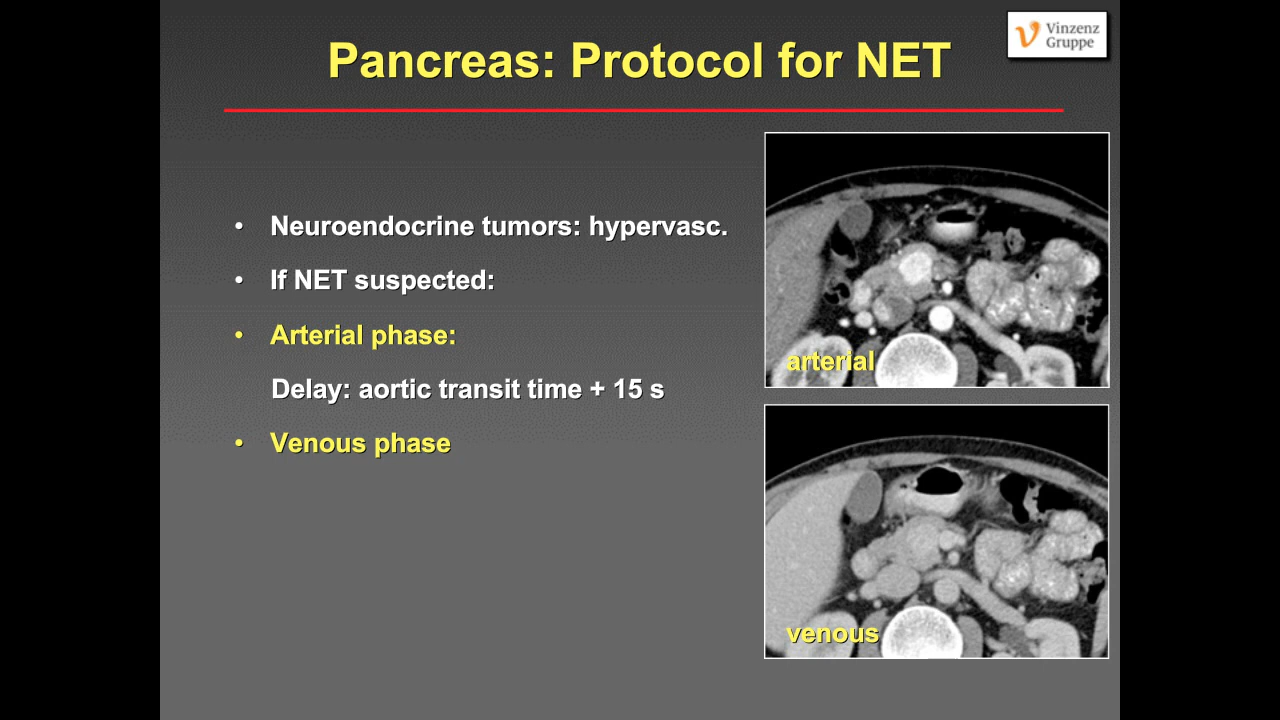 Vinzenz
Gruppe
Pancreas: Protocol for NET
• Neuroendocrine tumors: hypervasc.
• If NET suspected:
• Arterial phase:
Delay: aortic transit time + 15 s
• Venous phase
arterial
venous